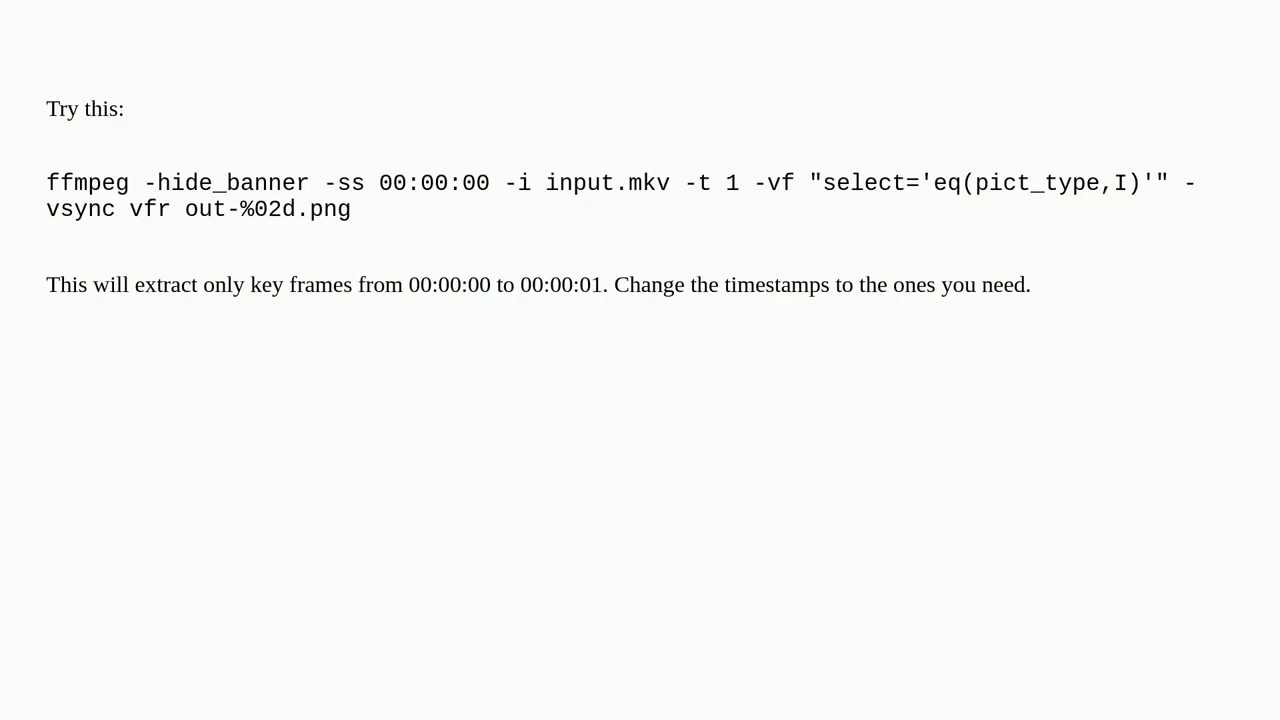 Try this:
ffmpeg -hide_banner -ss 00:00:00 -i input.mkv -t 1 -vf "select='eq(pict_type,I)'" -
vsync vfr out-%02d.png
This will extract only key frames from 00:00:00 to 00:00:01. Change the timestamps to the ones you need.